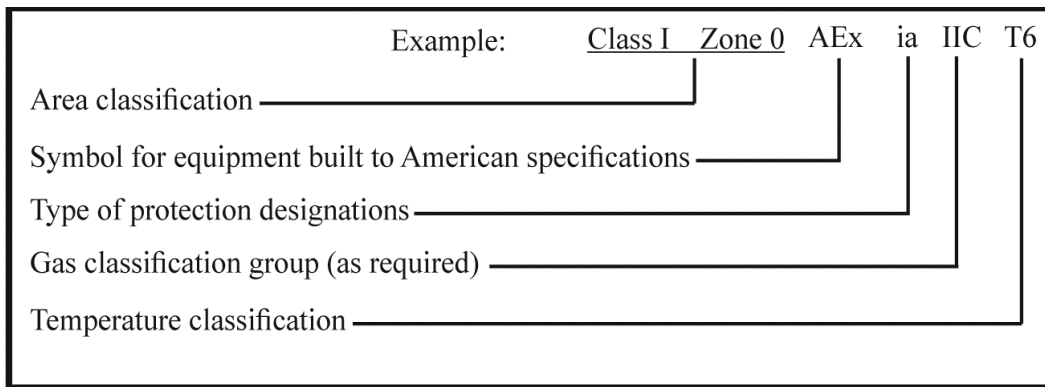 Example: Class I Zone 0 AEx ia IIC T6
Area classification
Symbol for equipment built to American specifications
Type of protection designations
Gas classification group (as required)
Temperature classification